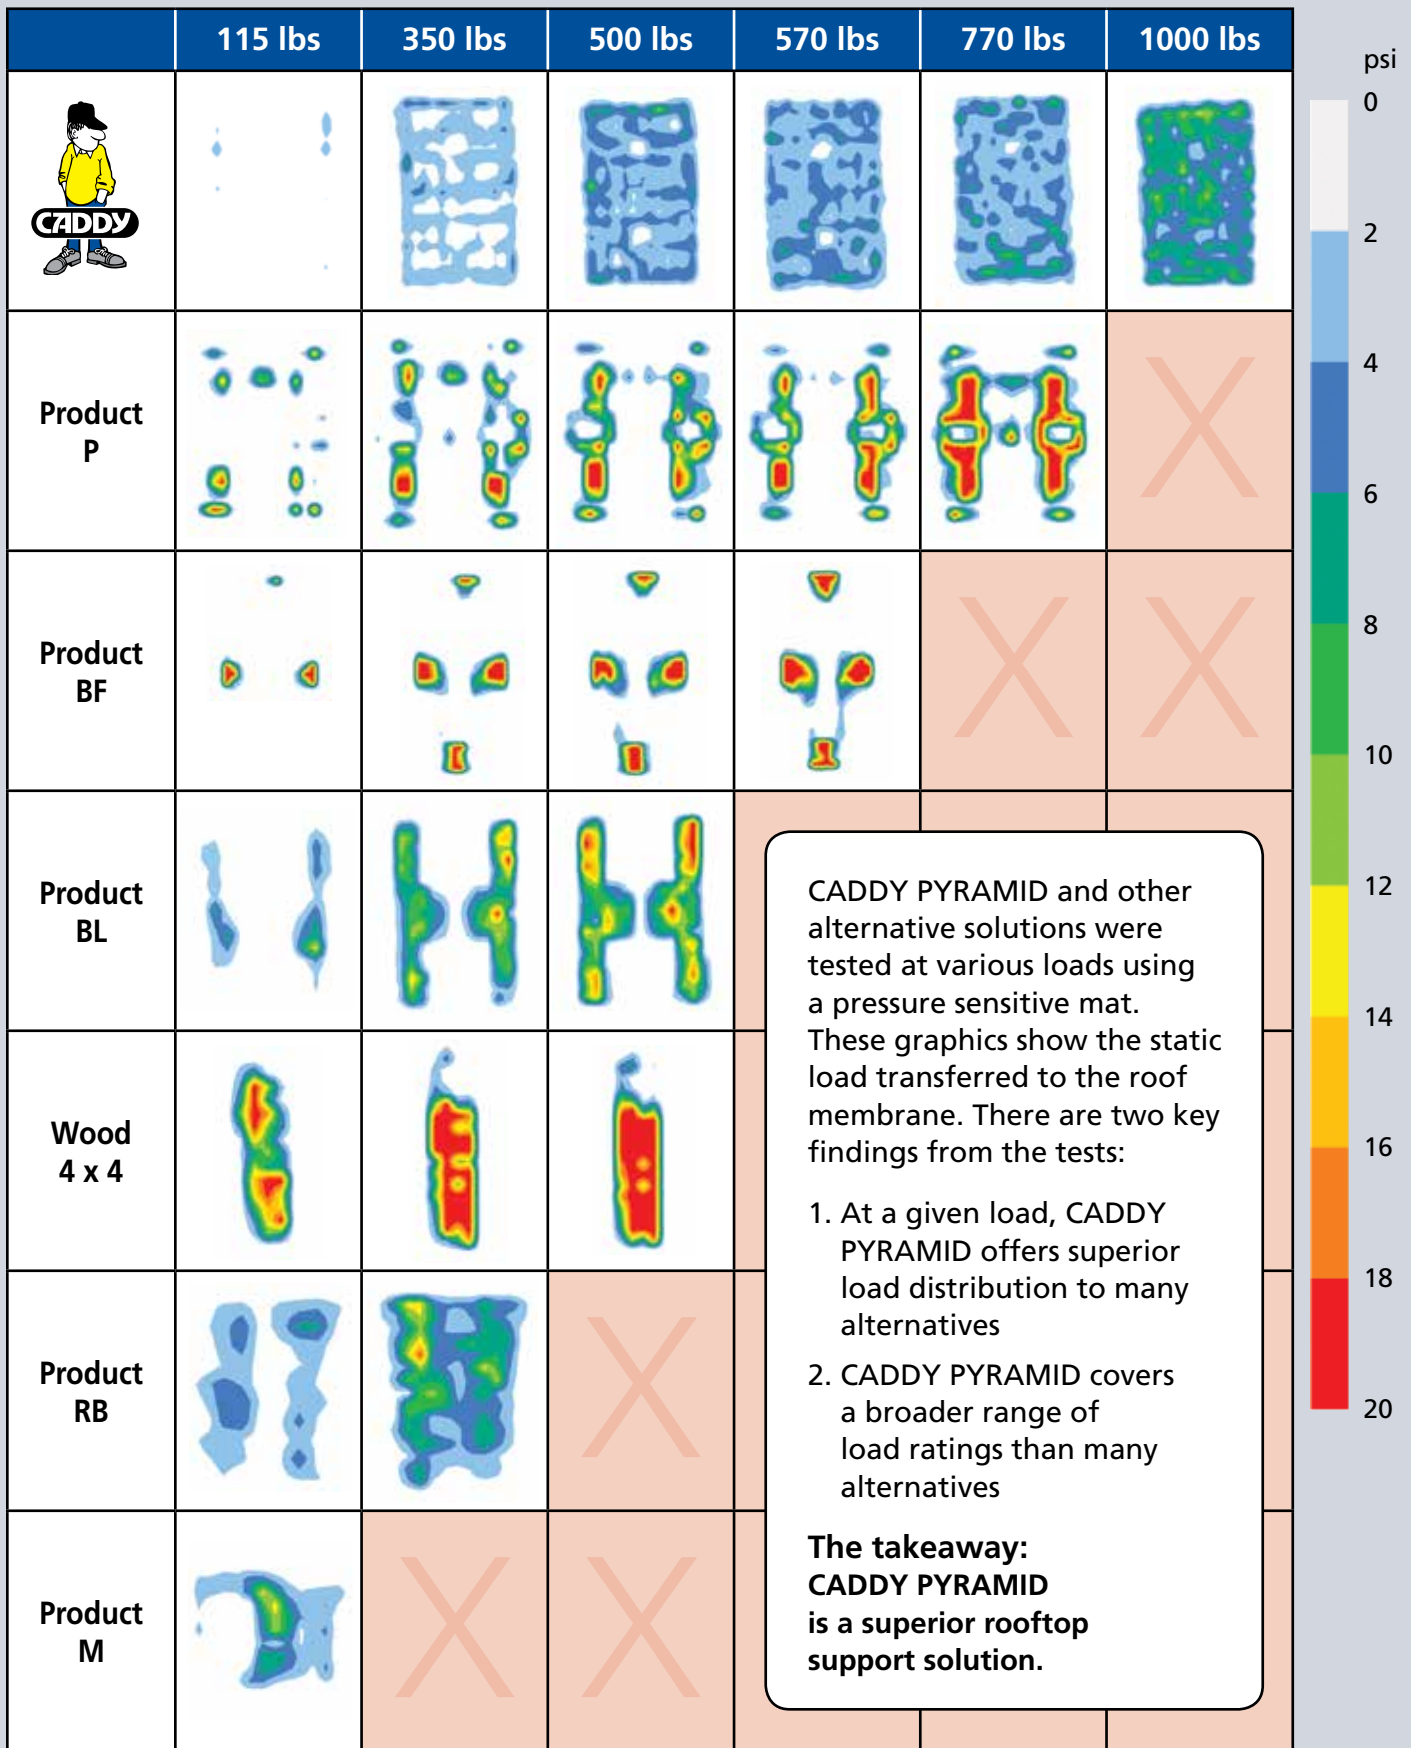 115 lbs 350 lbs 500 lbs 570 lbs 770 lbs 1000 lbs
psi
0
2
4
6
8
10
12
14
16
18
20
CADDY
Product
P
X
Product
BF
X X
Product
BL
Wood
4 x 4
Product
RB
X
Product
M
X X
CADDY PYRAMID and other
alternative solutions were
tested at various loads using
a pressure sensitive mat.
These graphics show the static
load transferred to the roof
membrane. There are two key
findings from the tests:
1. At a given load, CADDY
PYRAMID offers superior
load distribution to many
alternatives
2. CADDY PYRAMID covers
a broader range of
load ratings than many
alternatives
The takeaway:
CADDY PYRAMID
is a superior rooftop
support solution.